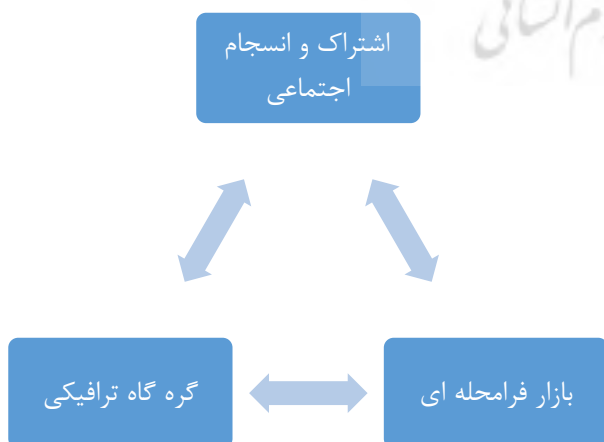 اشتراک و انسجام
اجتماعی
بازار فرامحله ای
گره گاه ترافیکی